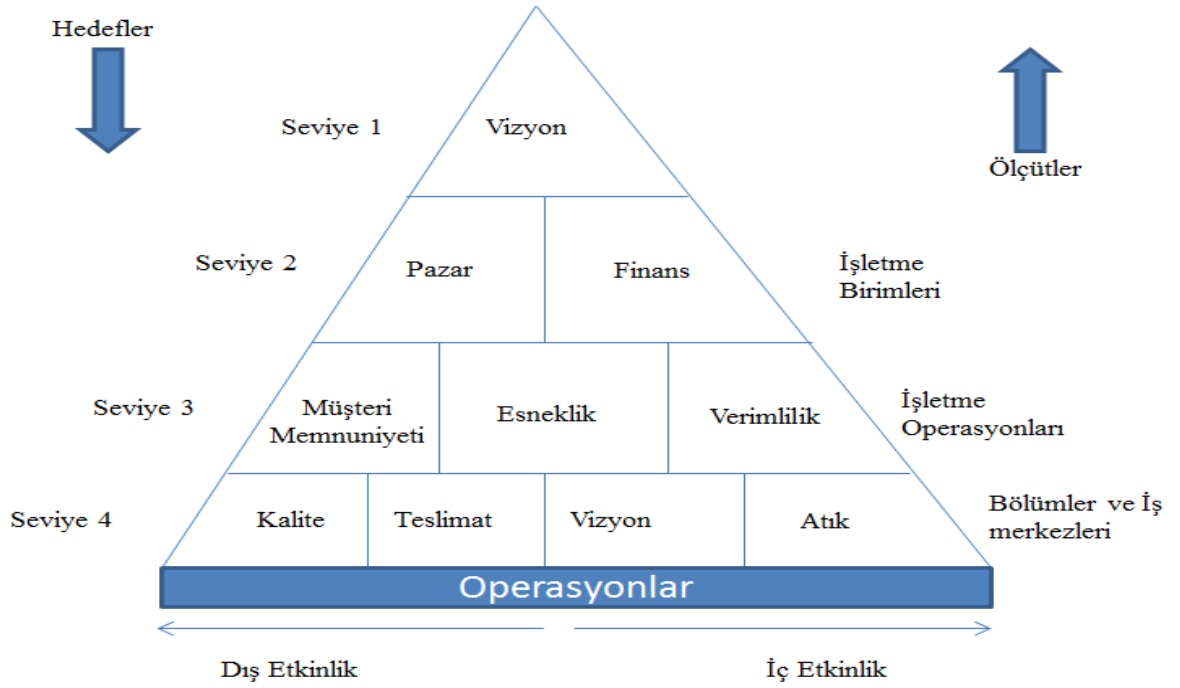 Hedefler
Seviye 1
Vizyon
Ölçütler
Seviye 2
Pazar
Finans
İşletme
Birimleri
Seviye 3
Müşteri
Memnuniyeti
Esneklik
Verimlilik
İşletme
Operasyonları
Seviye 4
Kalite
Teslimat
Vizyon
Atık
Bölümler ve İş
merkezleri
Operasyonlar
Dış Etkinlik
İç Etkinlik